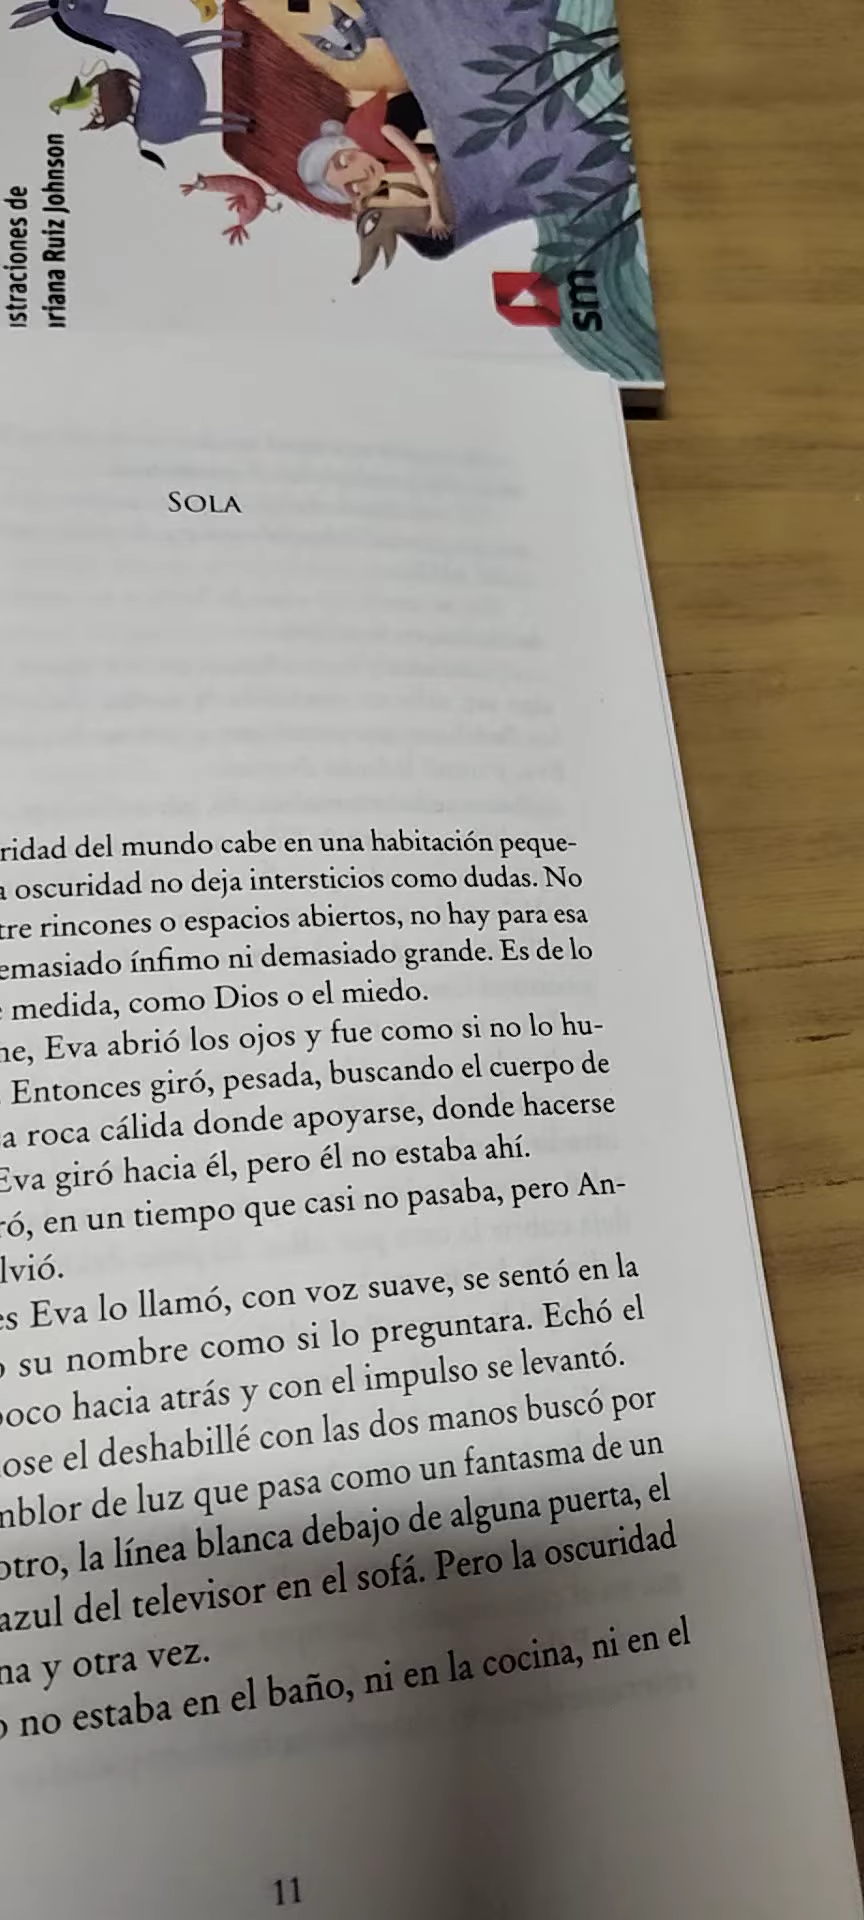 straciones de
riana Ruiz Johnson
sm
SOLA
ridad del mundo cabe en una habitación peque-
a oscuridad no deja intersticios como dudas. No
tre rincones o espacios abiertos, no hay para esa
emasiado ínfimo ni demasiado grande. Es de lo
medida, como Dios o el miedo.
he, Eva abrió los ojos y fue como si no lo hu-
. Entonces giró, pesada, buscando el cuerpo de
a roca cálida donde apoyarse, donde hacerse
Eva giró hacia él, pero él no estaba ahí.
ró, en un tiempo que casi no pasaba, pero An-
lvió.
es Eva lo llamó, con voz suave, se sentó en la
o su nombre como si lo preguntara. Echó el
poco hacia atrás y con el impulso se levantó.
ose el deshabillé con las dos manos buscó por
mblor de luz que pasa como un fantasma de un
otro, la línea blanca debajo de alguna puerta, el
azul del televisor en el sofá. Pero la oscuridad
na y otra vez.
o no estaba en el baño, ni en la cocina, ni en el
11